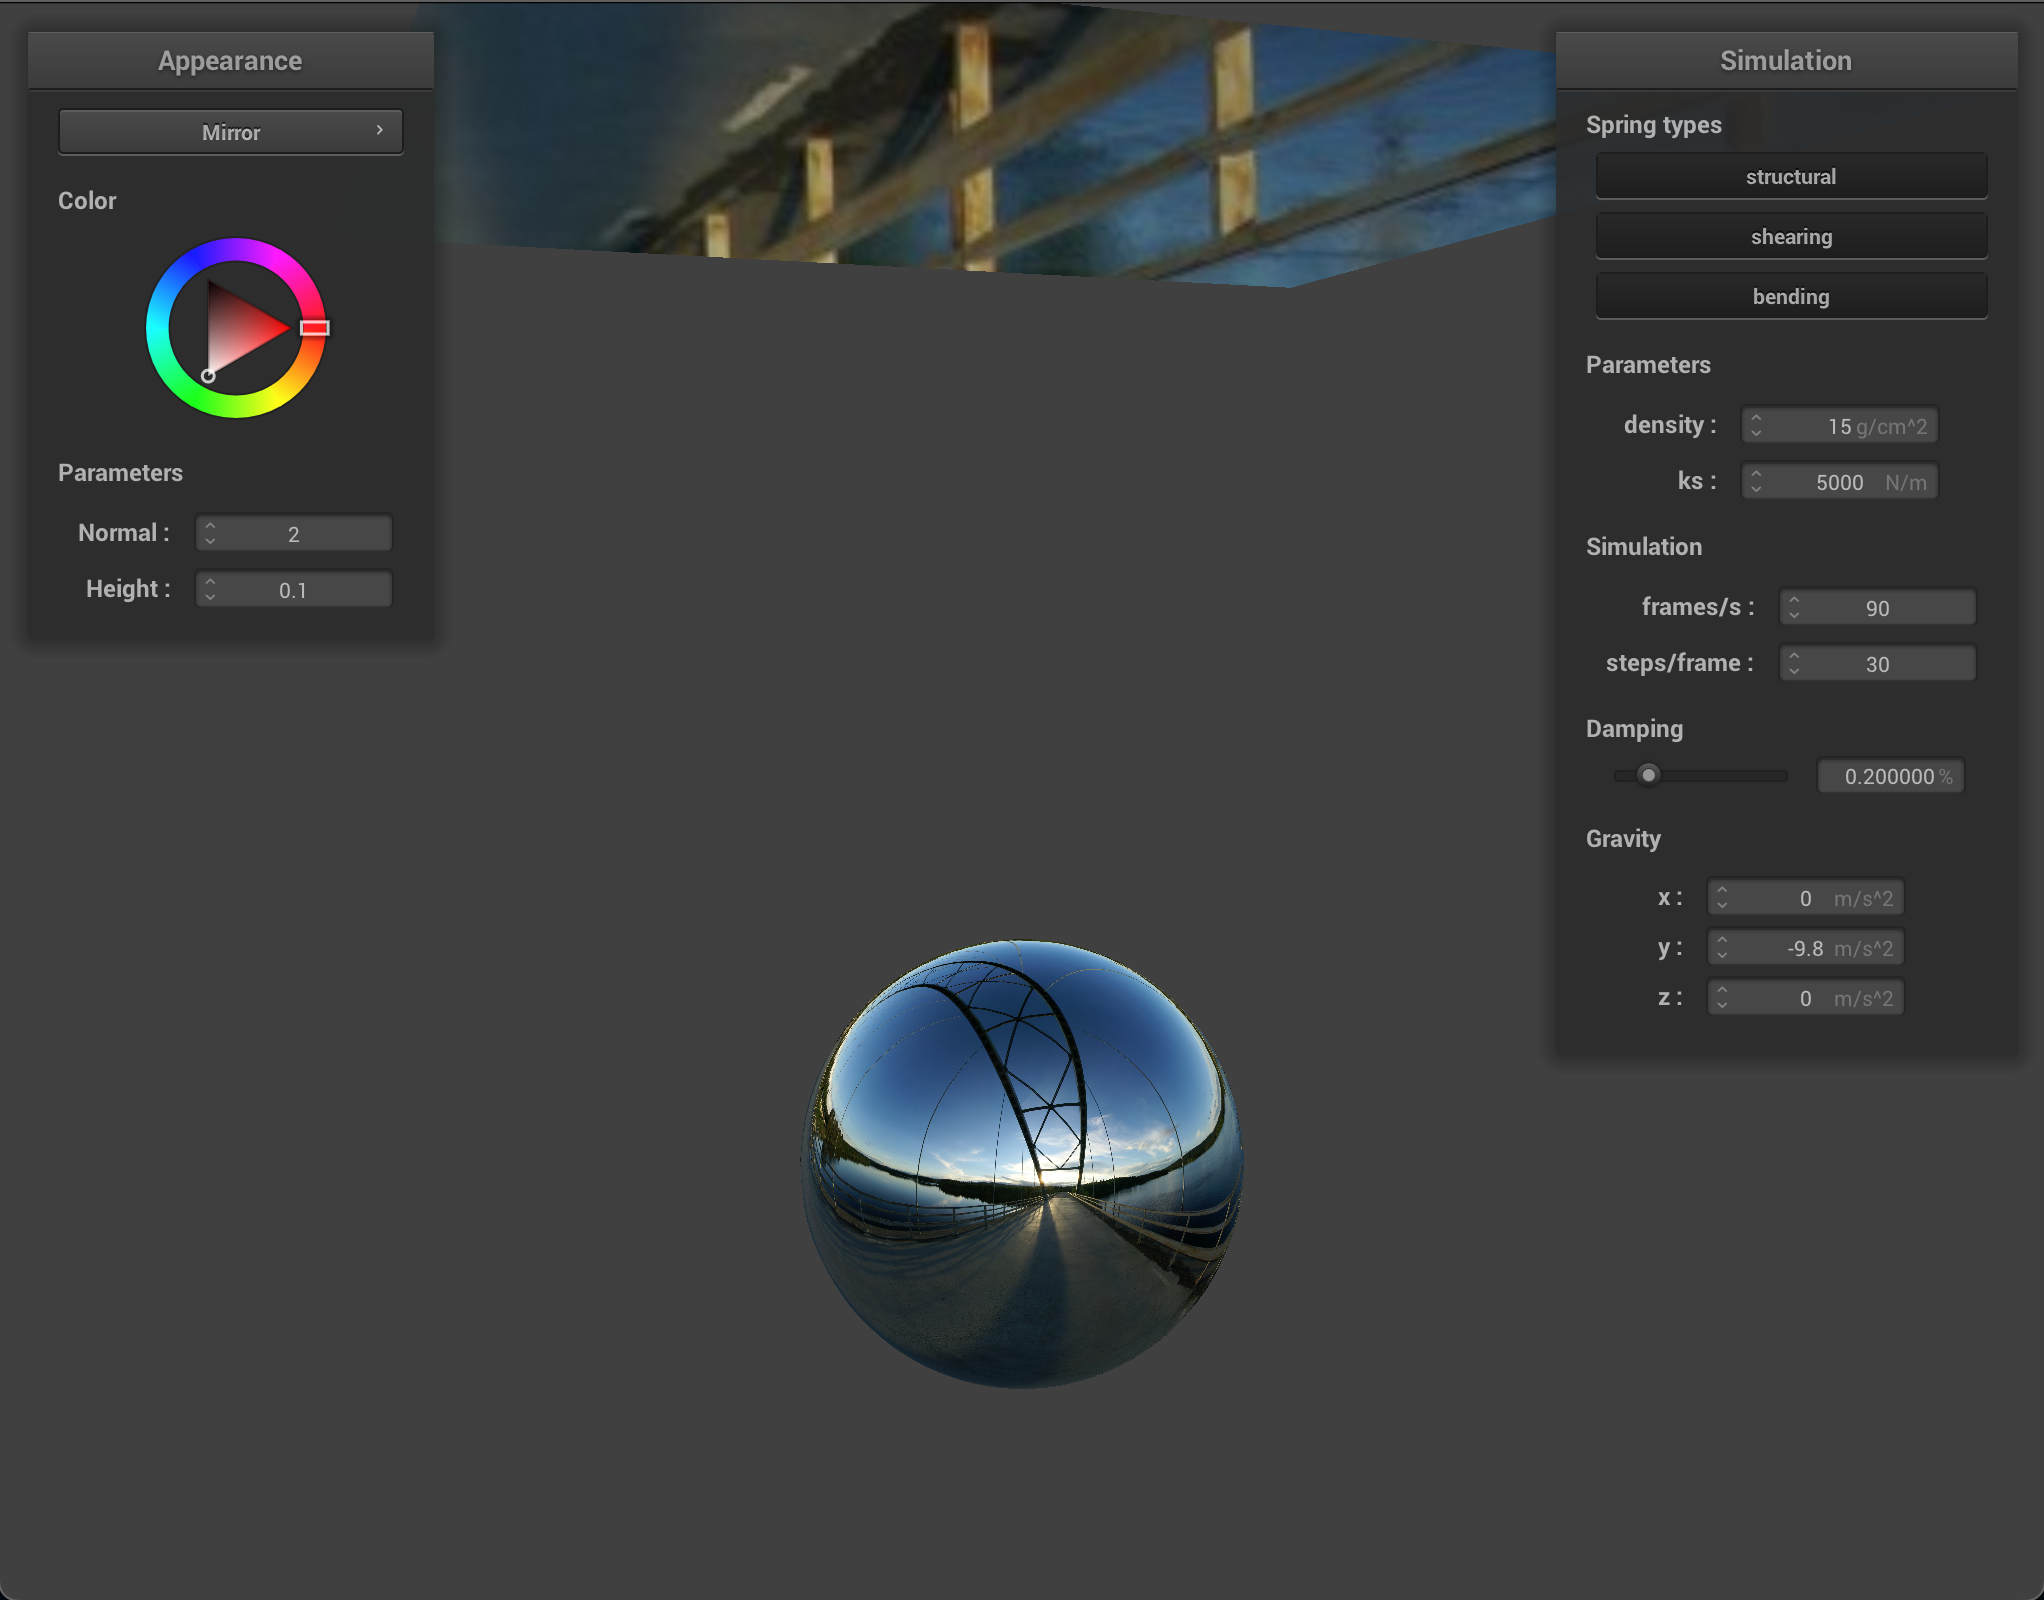 Appearance
Mirror
Color
Parameters
Normal : 2
Height : 0.1
Simulation
Spring types
structural
shearing
bending
Parameters
density : 15 g/cm^2
ks : 5000 N/m
Simulation
frames/s : 90
steps/frame : 30
Damping
0.200000 %
Gravity
x : 0 m/s^2
y : -9.8 m/s^2
z : 0 m/s^2